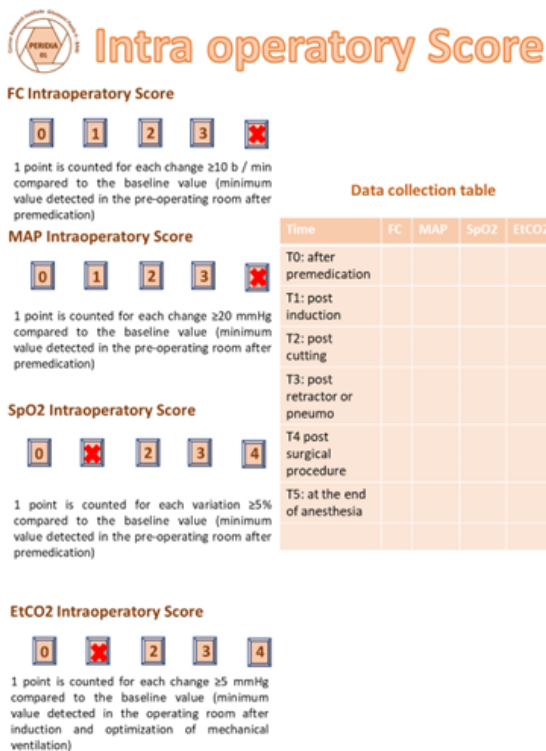 PERIDIA
Intra operatory Score
FC Intraoperatory Score
0 1 2 3
1 point is counted for each change ≥10 b / min
compared to the baseline value (minimum
value detected in the pre-operating room after
premedication)
MAP Intraoperatory Score
0 1 2 3
1 point is counted for each change ≥20 mmHg
compared to the baseline value (minimum
value detected in the pre-operating room after
premedication)
SpO2 Intraoperatory Score
0 2 3 4
1 point is counted for each variation ≥5%
compared to the baseline value (minimum
value detected in the pre-operating room after
premedication)
EtCO2 Intraoperatory Score
0 2 3 4
1 point is counted for each change ≥5 mmHg
compared to the baseline value (minimum
value detected in the operating room after
induction and optimization of mechanical
ventilation)
Data collection table
Time FC MAP SpO2 EtCO2
T0: after
premedication
T1: post
induction
T2: post
cutting
T3: post
retractor or
pneumo
T4 post
surgical
procedure
T5: at the end
of anesthesia